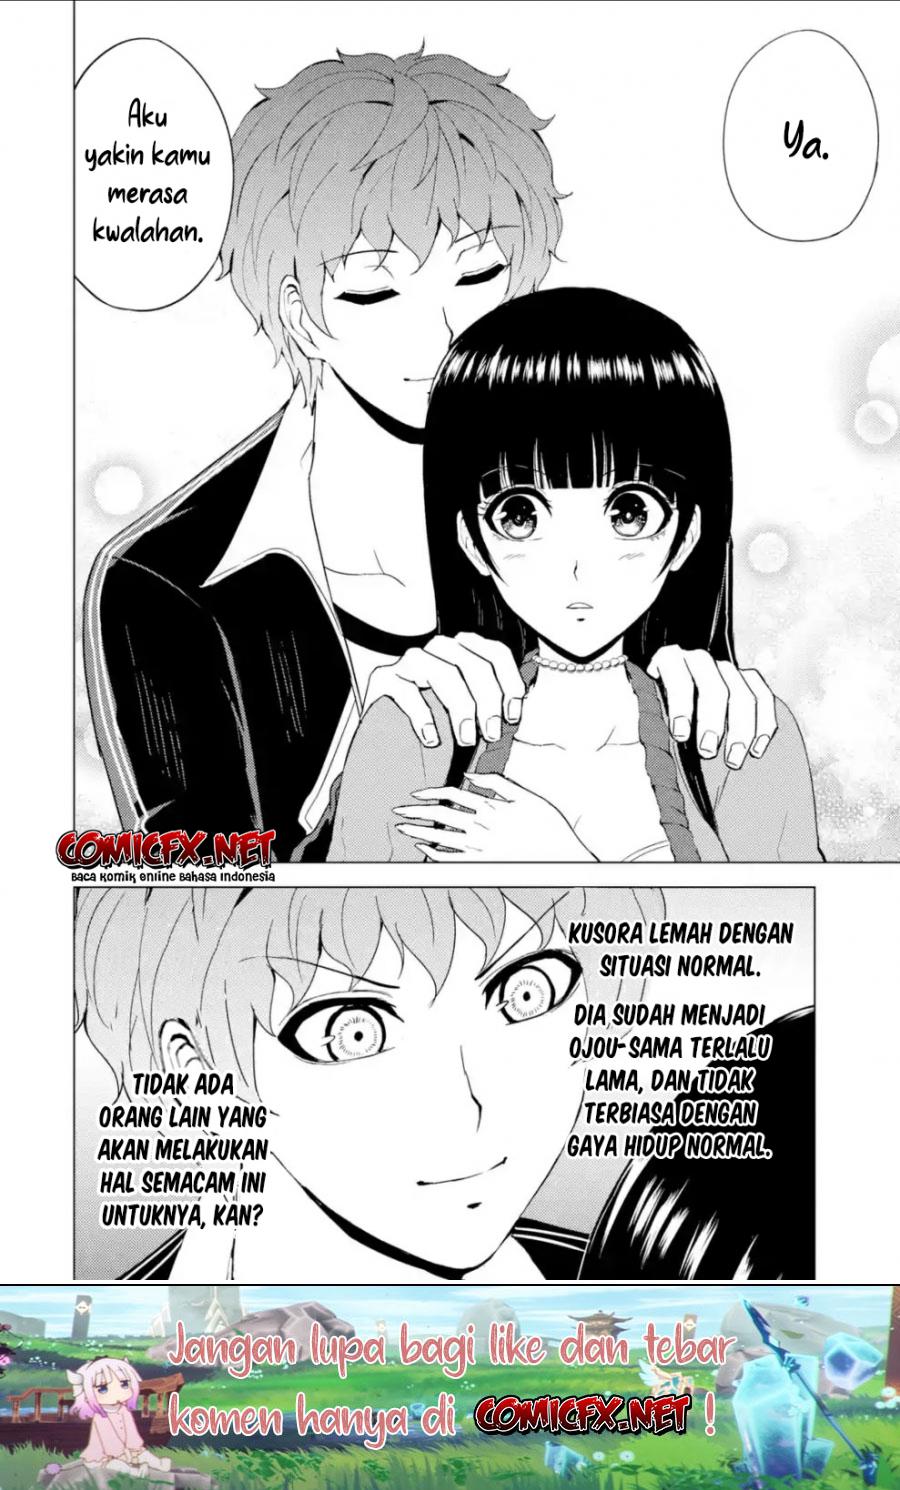 Ya.
Aku
yakin kamu
merasa
kwalahan.
COMICFX.NET
BACA KOMIK ONLINE BAHASA INDONESIA
KUSORA LEMAH DENGAN
SITUASI NORMAL.
DIA SUDAH MENJADI
OJOU-SAMA TERLALU
LAMA, DAN TIDAK
TERBIASA DENGAN
GAYA HIDUP NORMAL.
TIDAK ADA
ORANG LAIN YANG
AKAN MELAKUKAN
HAL SEMACAM INI
UNTUKNYA, KAN?
Jangan lupa bagi like dan tebar
komen hanya di COMICFX.NET !